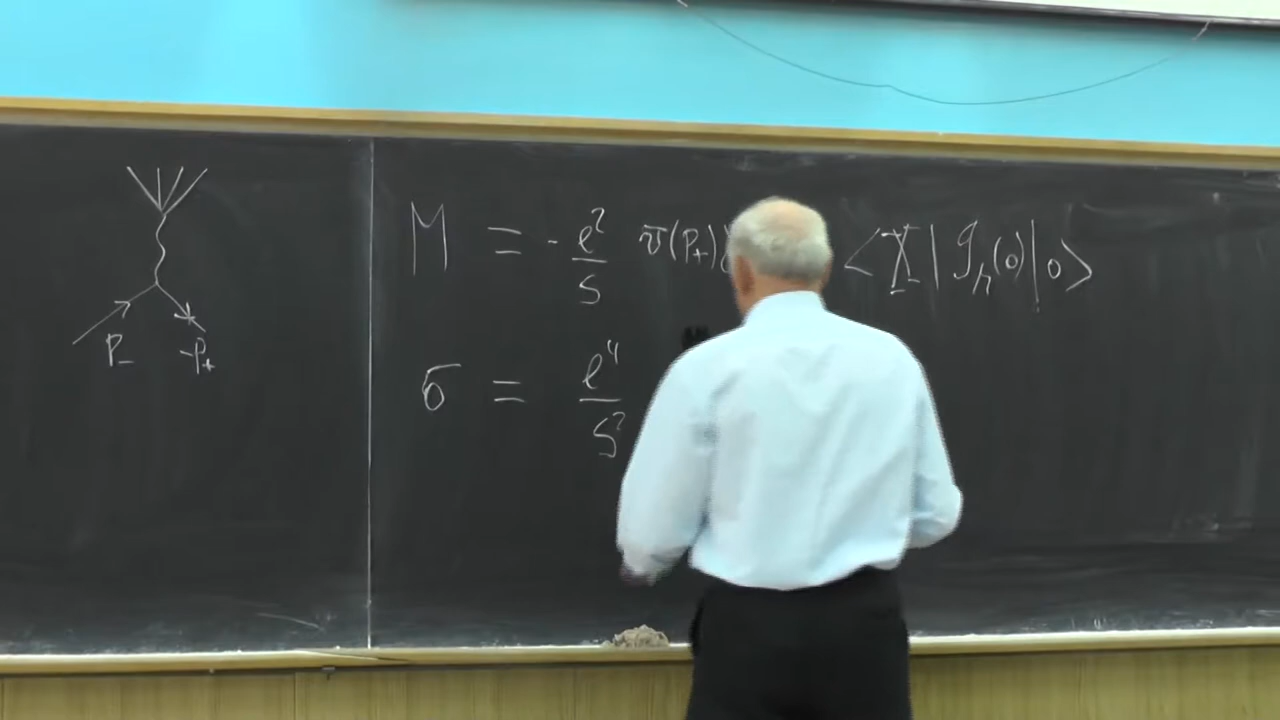 M = - e²/s v̄(p₊) <X| J_μ(0) |0>
p₋ -p₊
σ = e⁴/s²